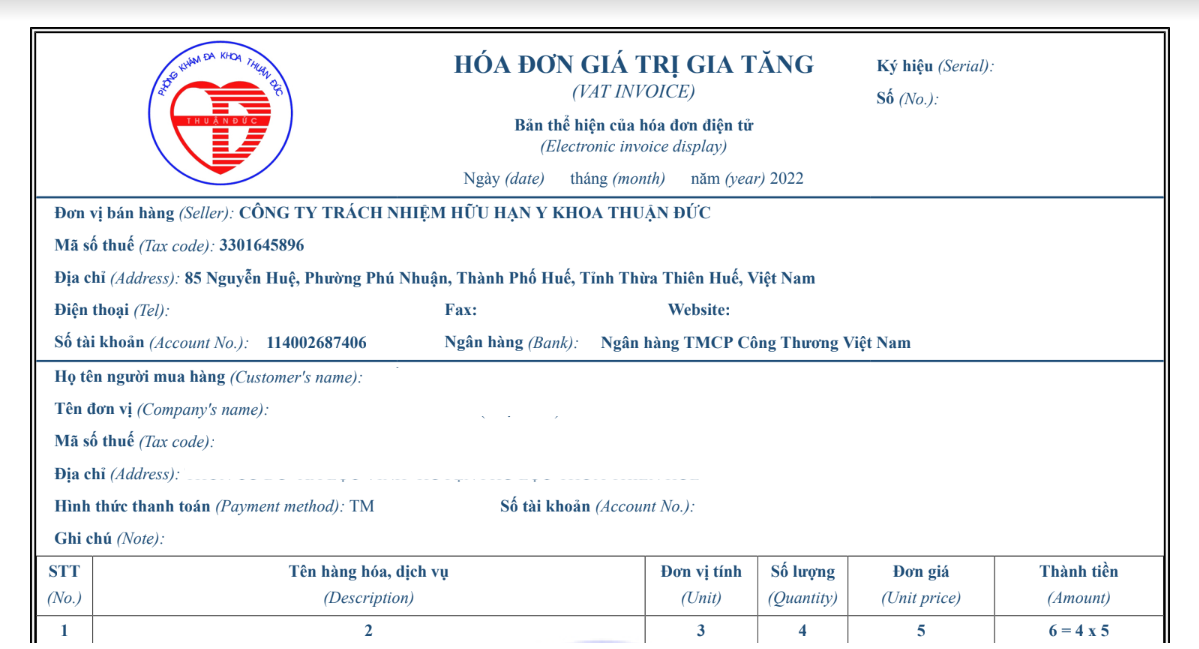 PHÒNG KHÁM ĐA KHOA THUẬN ĐỨC
THUẬN ĐỨC
HÓA ĐƠN GIÁ TRỊ GIA TĂNG
(VAT INVOICE)
Bản thể hiện của hóa đơn điện tử
(Electronic invoice display)
Ngày (date) tháng (month) năm (year) 2022
Ký hiệu (Serial):
Số (No.):
Đơn vị bán hàng (Seller): CÔNG TY TRÁCH NHIỆM HỮU HẠN Y KHOA THUẬN ĐỨC
Mã số thuế (Tax code): 3301645896
Địa chỉ (Address): 85 Nguyễn Huệ, Phường Phú Nhuận, Thành Phố Huế, Tỉnh Thừa Thiên Huế, Việt Nam
Điện thoại (Tel): Fax: Website:
Số tài khoản (Account No.): 114002687406 Ngân hàng (Bank): Ngân hàng TMCP Công Thương Việt Nam
Họ tên người mua hàng (Customer's name):
Tên đơn vị (Company's name):
Mã số thuế (Tax code):
Địa chỉ (Address):
Hình thức thanh toán (Payment method): TM Số tài khoản (Account No.):
Ghi chú (Note):
STT Tên hàng hóa, dịch vụ Đơn vị tính Số lượng Đơn giá Thành tiền
(No.) (Description) (Unit) (Quantity) (Unit price) (Amount)
1 2 3 4 5 6 = 4 x 5